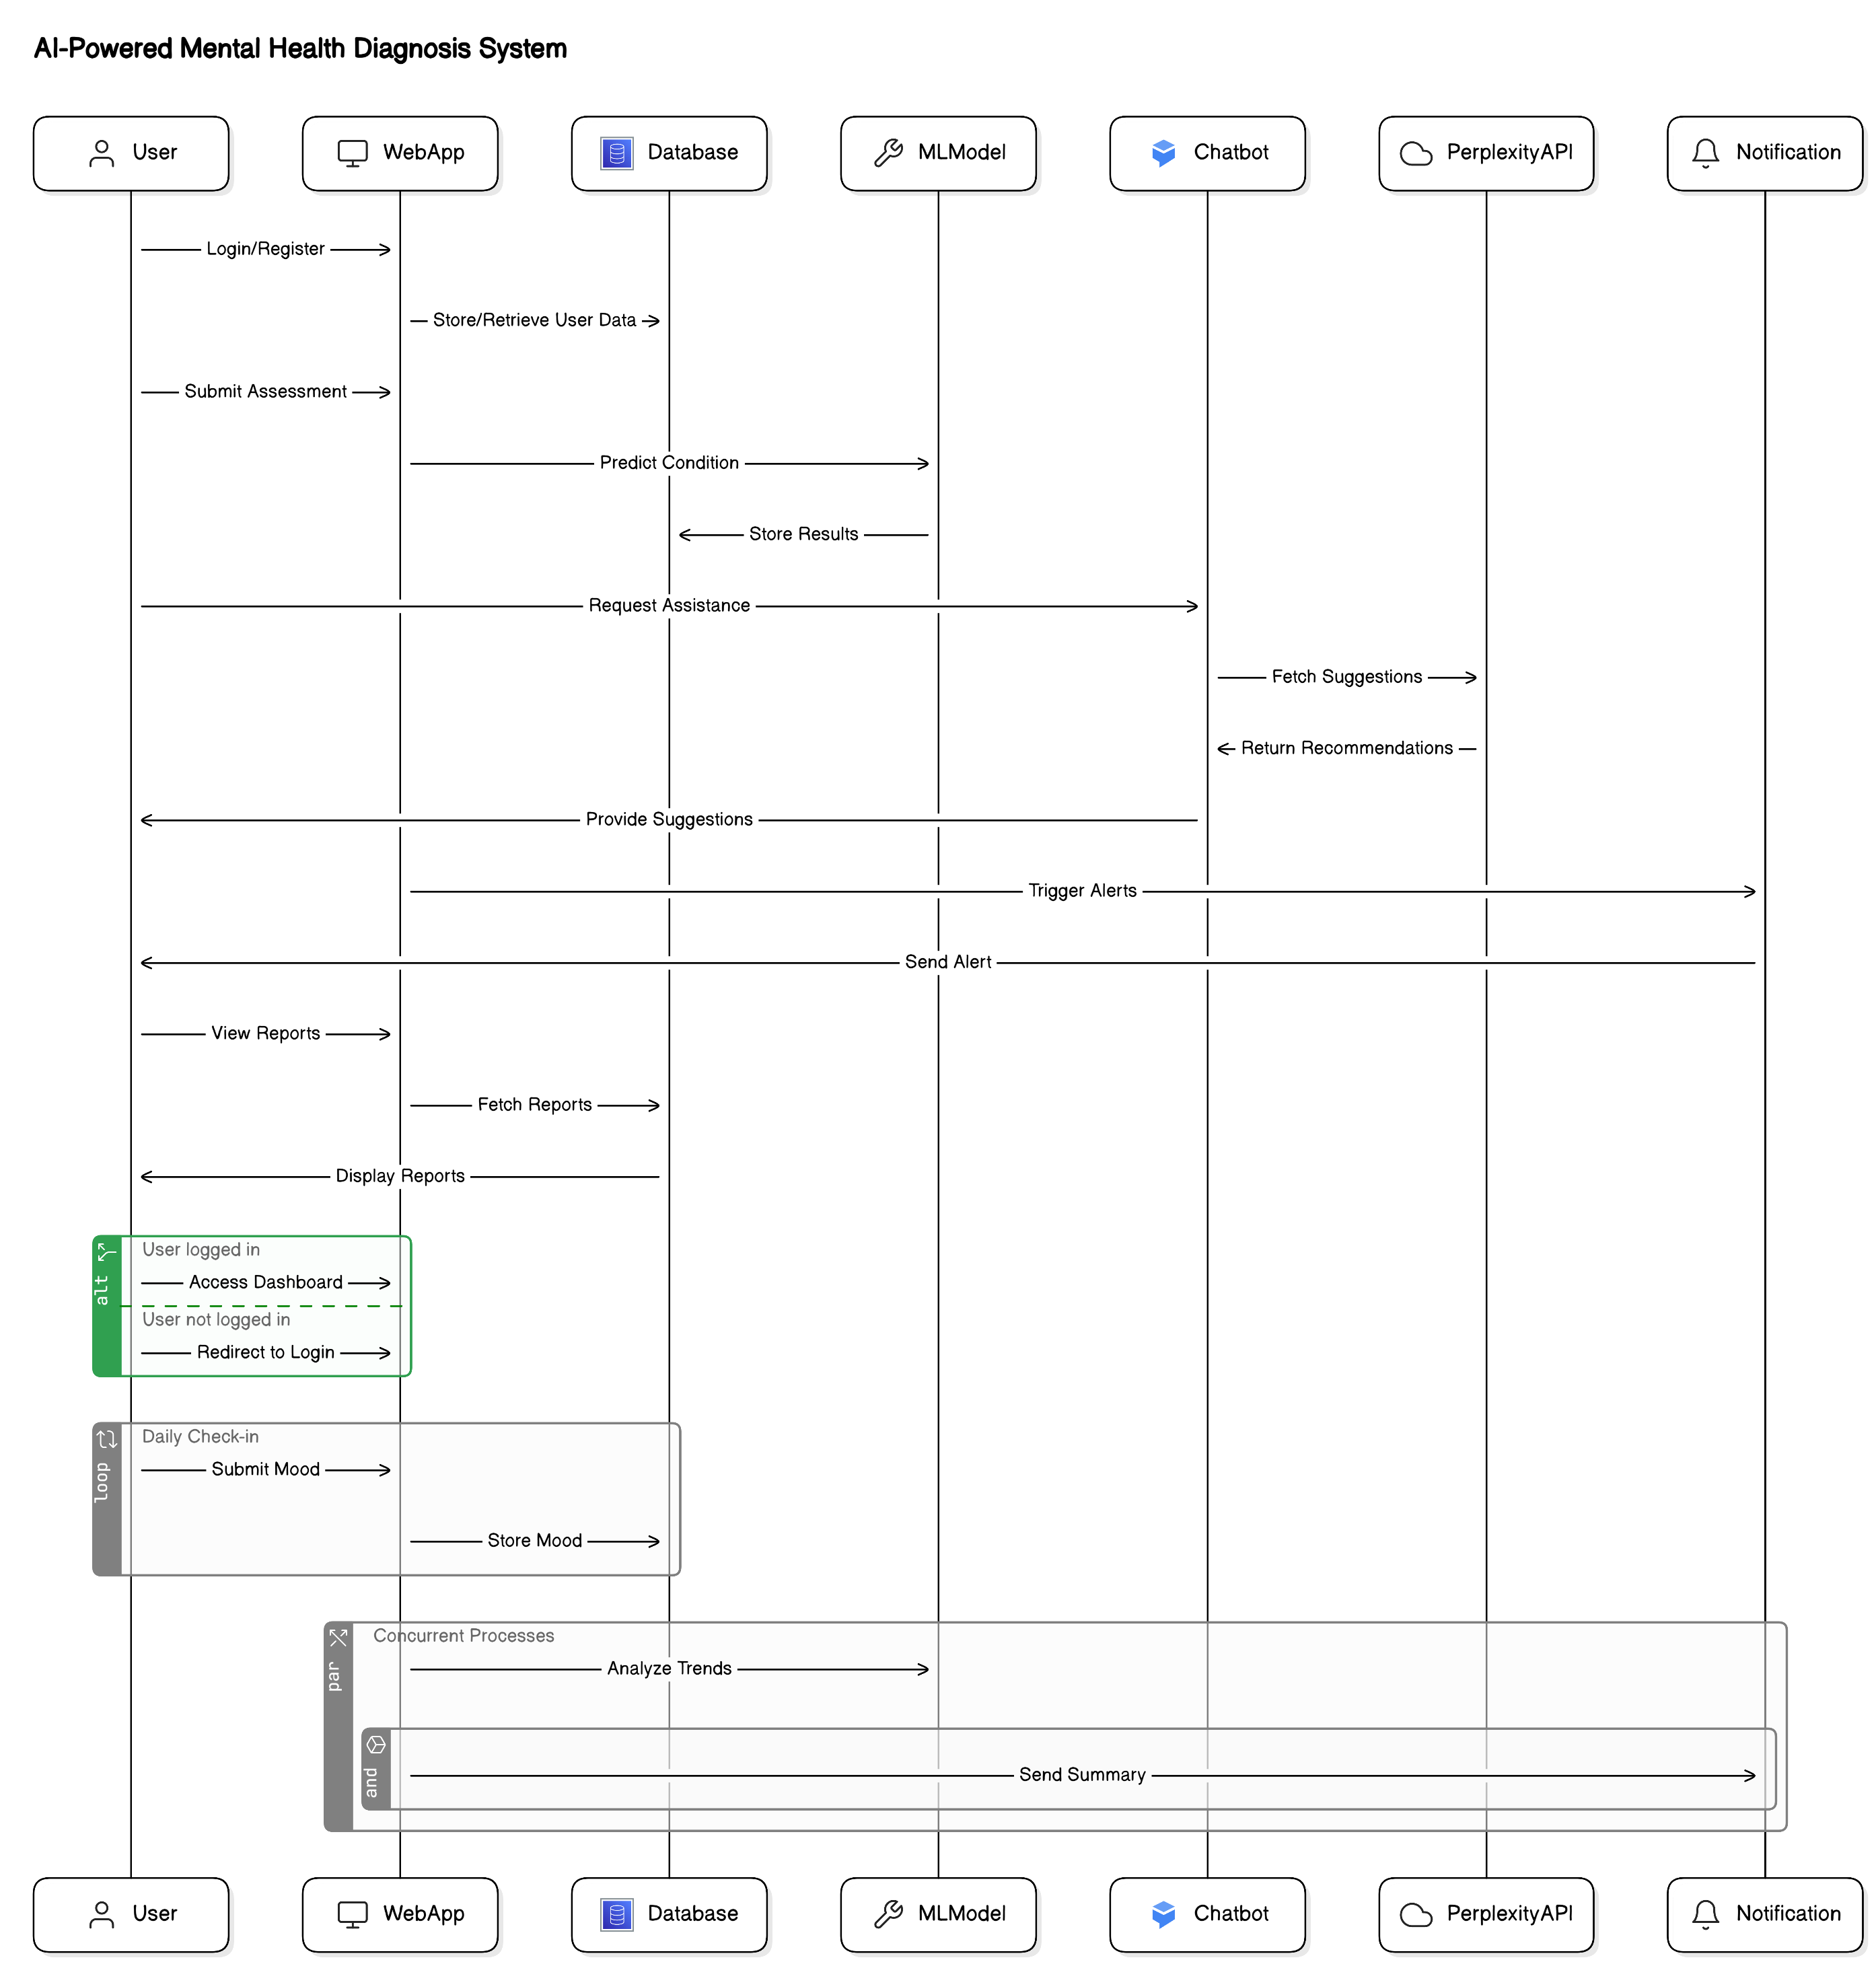 AI-Powered Mental Health Diagnosis System
User
WebApp
Database
MLModel
Chatbot
PerplexityAPI
Notification
Login/Register
Store/Retrieve User Data
Submit Assessment
Predict Condition
Store Results
Request Assistance
Fetch Suggestions
Return Recommendations
Provide Suggestions
Trigger Alerts
Send Alert
View Reports
Fetch Reports
Display Reports
alt
User logged in
Access Dashboard
User not logged in
Redirect to Login
loop
Daily Check-in
Submit Mood
Store Mood
par
Concurrent Processes
Analyze Trends
and
Send Summary
User
WebApp
Database
MLModel
Chatbot
PerplexityAPI
Notification